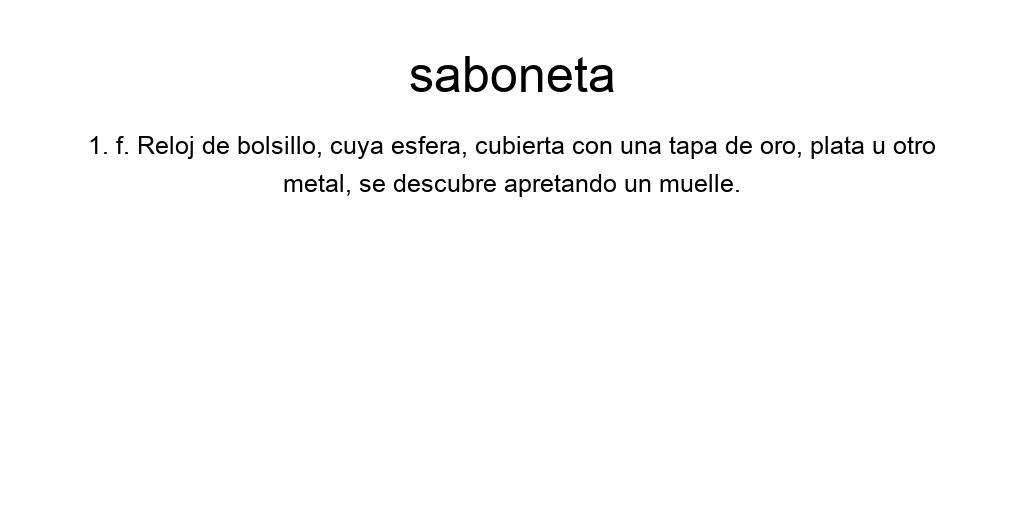 saboneta
1. f. Reloj de bolsillo, cuya esfera, cubierta con una tapa de oro, plata u otro
metal, se descubre apretando un muelle.